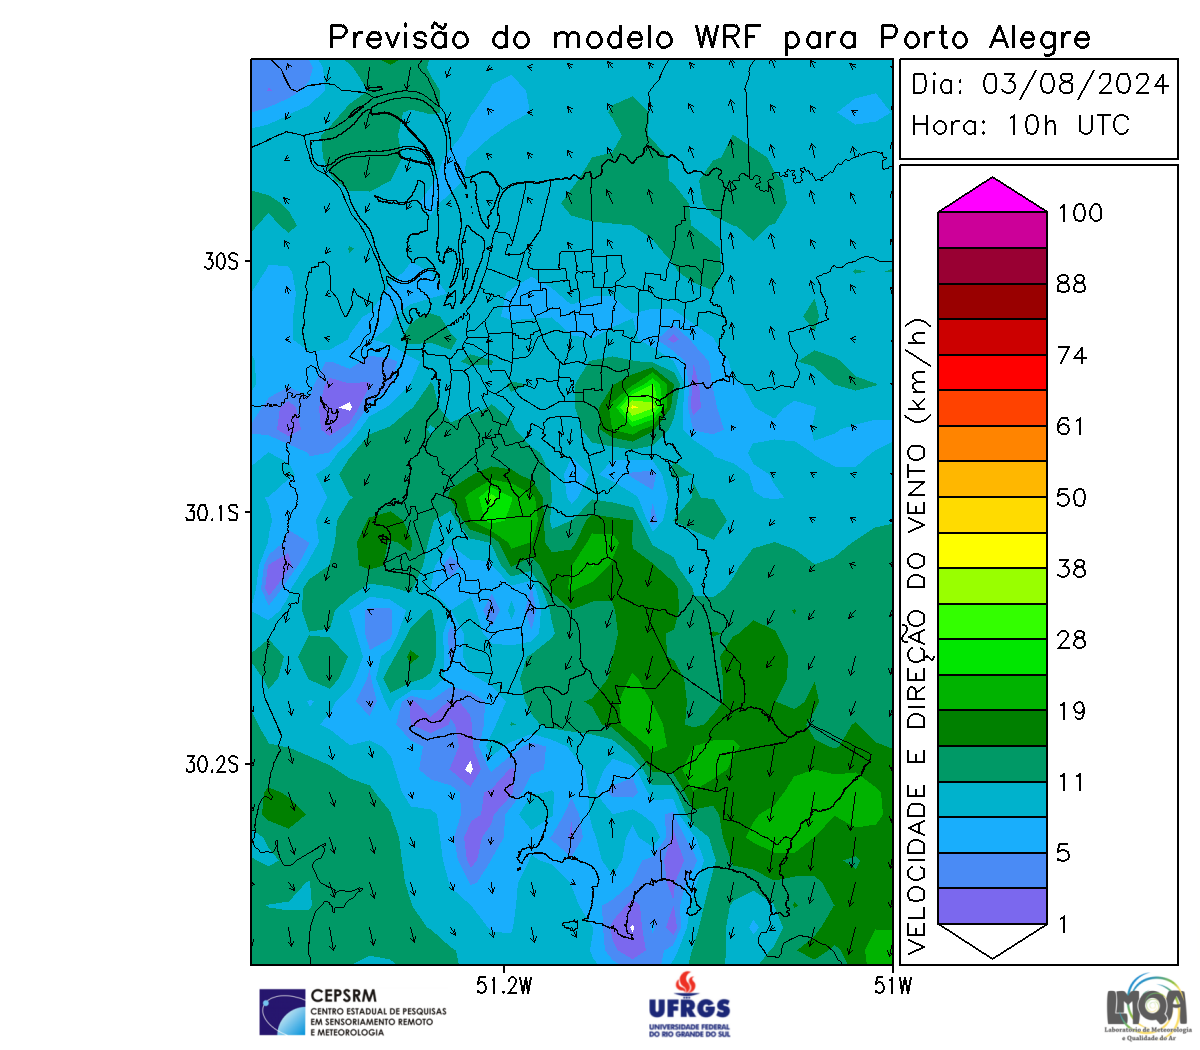 Previsão do modelo WRF para Porto Alegre
Dia: 03/08/2024
Hora: 10h UTC
100
88
74
61
50
38
28
19
11
5
1
VELOCIDADE E DIREÇÃO DO VENTO (km/h)
30S
30.1S
30.2S
51.2W
51W
CEPSRM
CENTRO ESTADUAL DE PESQUISAS
EM SENSORIAMENTO REMOTO
E METEOROLOGIA
UFRGS
UNIVERSIDADE FEDERAL
DO RIO GRANDE DO SUL
LMQA
Laboratório de Meteorologia
e Qualidade do Ar